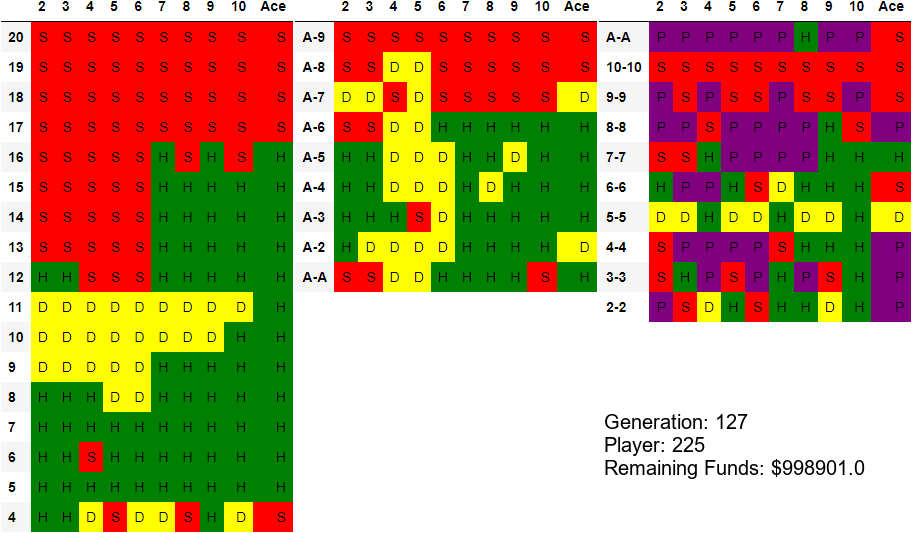 2 3 4 5 6 7 8 9 10 Ace
20 S S S S S S S S S S
19 S S S S S S S S S S
18 S S S S S S S S S S
17 S S S S S S S S S S
16 S S S S S H S H S H
15 S S S S S H H H H H
14 S S S S S H H H H H
13 S S S S S H H H H H
12 H H S S S H H H H H
11 D D D D D D D D D H
10 D D D D D D D D H H
9 D D D D D H H H H H
8 H H H D D H H H H H
7 H H H H H H H H H H
6 H H S H H H H H H H
5 H H H H H H H H H H
4 H H D S D D S H D S
2 3 4 5 6 7 8 9 10 Ace
A-9 S S S S S S S S S S
A-8 S S D D S S S S S S
A-7 D D S D S S S S S D
A-6 S S D D H H H H H H
A-5 H H D D D H H D H H
A-4 H H D D D H D H H H
A-3 H H H S D H H H H H
A-2 H D D D D H H H H D
A-A S S D D H H H H S H
2 3 4 5 6 7 8 9 10 Ace
A-A P P P P P P H P P S
10-10 S S S S S S S S S S
9-9 P S P S S P S S P S
8-8 P P S P P P P H S P
7-7 S S H P P P P H H H
6-6 H P P H S D H H H S
5-5 D D H D D H D D H D
4-4 S P P P P S H H H P
3-3 S H P S P H P S H P
2-2 P S D H S H H D H P
Generation: 127
Player: 225
Remaining Funds: $998901.0